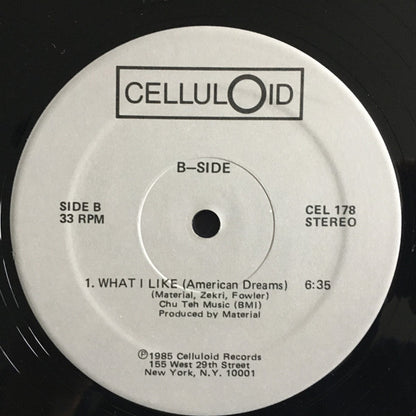 CELLULOID
B—SIDE
SIDE B
33 RPM
CEL 178
STEREO
1. WHAT I LIKE (American Dreams) 6:35
(Material, Zekri, Fowler)
Chu Teh Music (BMI)
Produced by Material
℗1985 Celluloid Records
155 West 29th Street
New York, N.Y. 10001